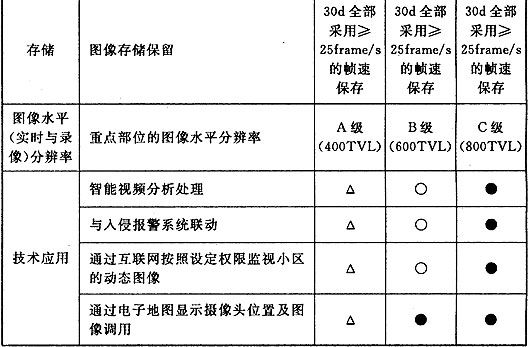 存储
图像存储保留
30d 全部
采用≥
25frame/s
的帧速
保存
30d 全部
采用≥
25frame/s
的帧速
保存
30d 全部
采用≥
25frame/s
的帧速
保存
图像水平
(实时与录
像)分辨率
重点部位的图像水平分辨率
A 级
(400TVL)
B 级
(600TVL)
C 级
(800TVL)
技术应用
智能视频分析处理
△ ○ ●
与入侵报警系统联动
△ ○ ●
通过互联网按照设定权限监视小区
的动态图像
△ ○ ●
通过电子地图显示摄像头位置及图
像调用
△ ● ●